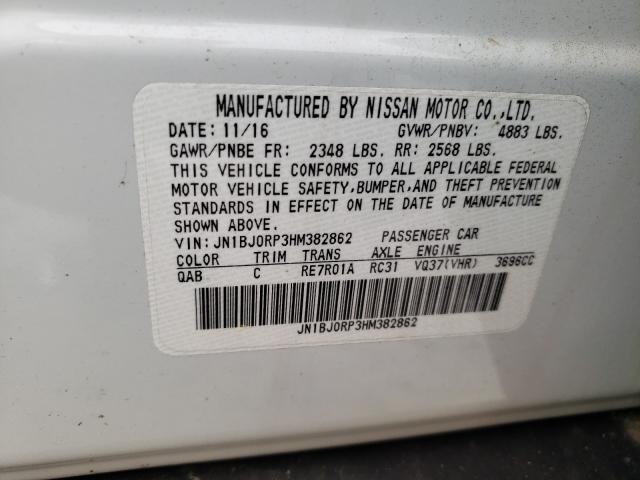 MANUFACTURED BY NISSAN MOTOR CO.,LTD.
DATE: 11/16 GVWR/PNBV: 4883 LBS.
GAWR/PNBE FR: 2348 LBS. RR: 2568 LBS.
THIS VEHICLE CONFORMS TO ALL APPLICABLE FEDERAL
MOTOR VEHICLE SAFETY,BUMPER,AND THEFT PREVENTION
STANDARDS IN EFFECT ON THE DATE OF MANUFACTURE
SHOWN ABOVE.
VIN: JN1BJ0RP3HM382862 PASSENGER CAR
COLOR TRIM TRANS AXLE ENGINE
QAB C RE7R01A RC31 VQ37(VHR) 3696CC
JN1BJ0RP3HM382862